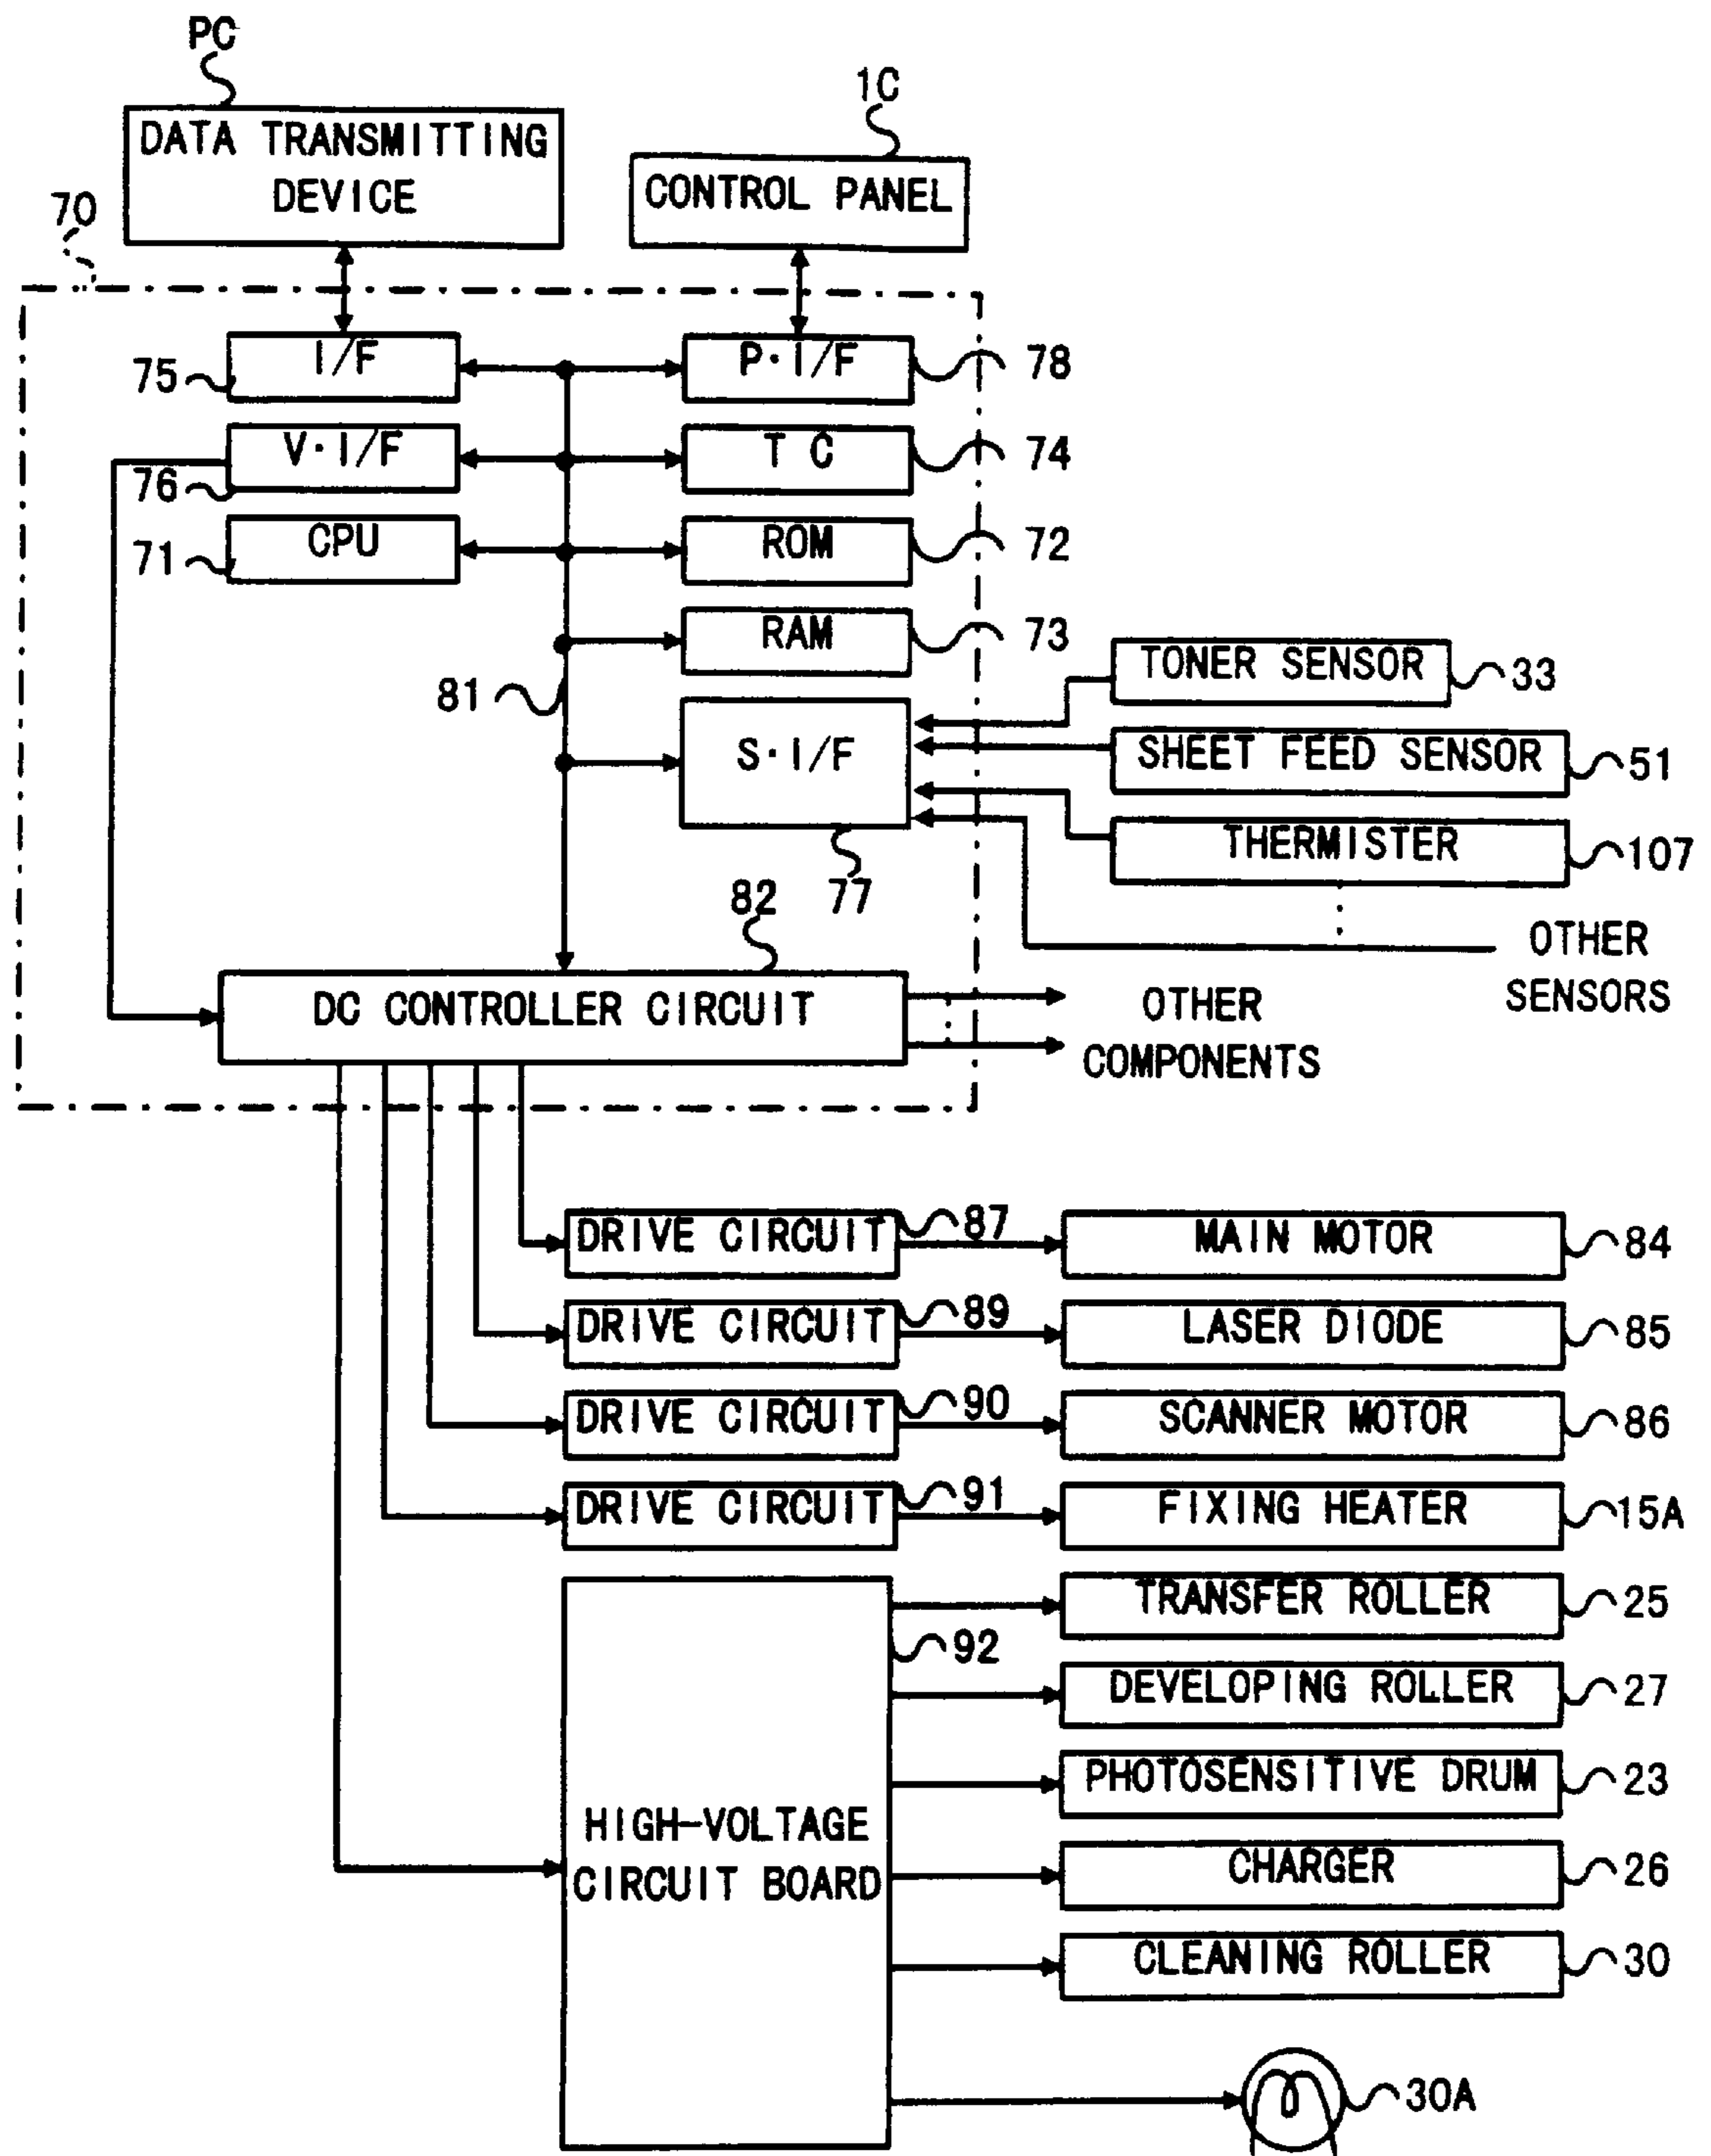 PC
1C
DATA TRANSMITTING
DEVICE
CONTROL PANEL
70
I/F
75
P·I/F
78
V·I/F
76
T C
74
CPU
71
ROM
72
RAM
73
81
S·I/F
77
TONER SENSOR
33
SHEET FEED SENSOR
51
THERMISTER
107
OTHER
SENSORS
82
DC CONTROLLER CIRCUIT
OTHER
COMPONENTS
DRIVE CIRCUIT
87
MAIN MOTOR
84
DRIVE CIRCUIT
89
LASER DIODE
85
DRIVE CIRCUIT
90
SCANNER MOTOR
86
DRIVE CIRCUIT
91
FIXING HEATER
15A
HIGH-VOLTAGE
CIRCUIT BOARD
92
TRANSFER ROLLER
25
DEVELOPING ROLLER
27
PHOTOSENSITIVE DRUM
23
CHARGER
26
CLEANING ROLLER
30
30A